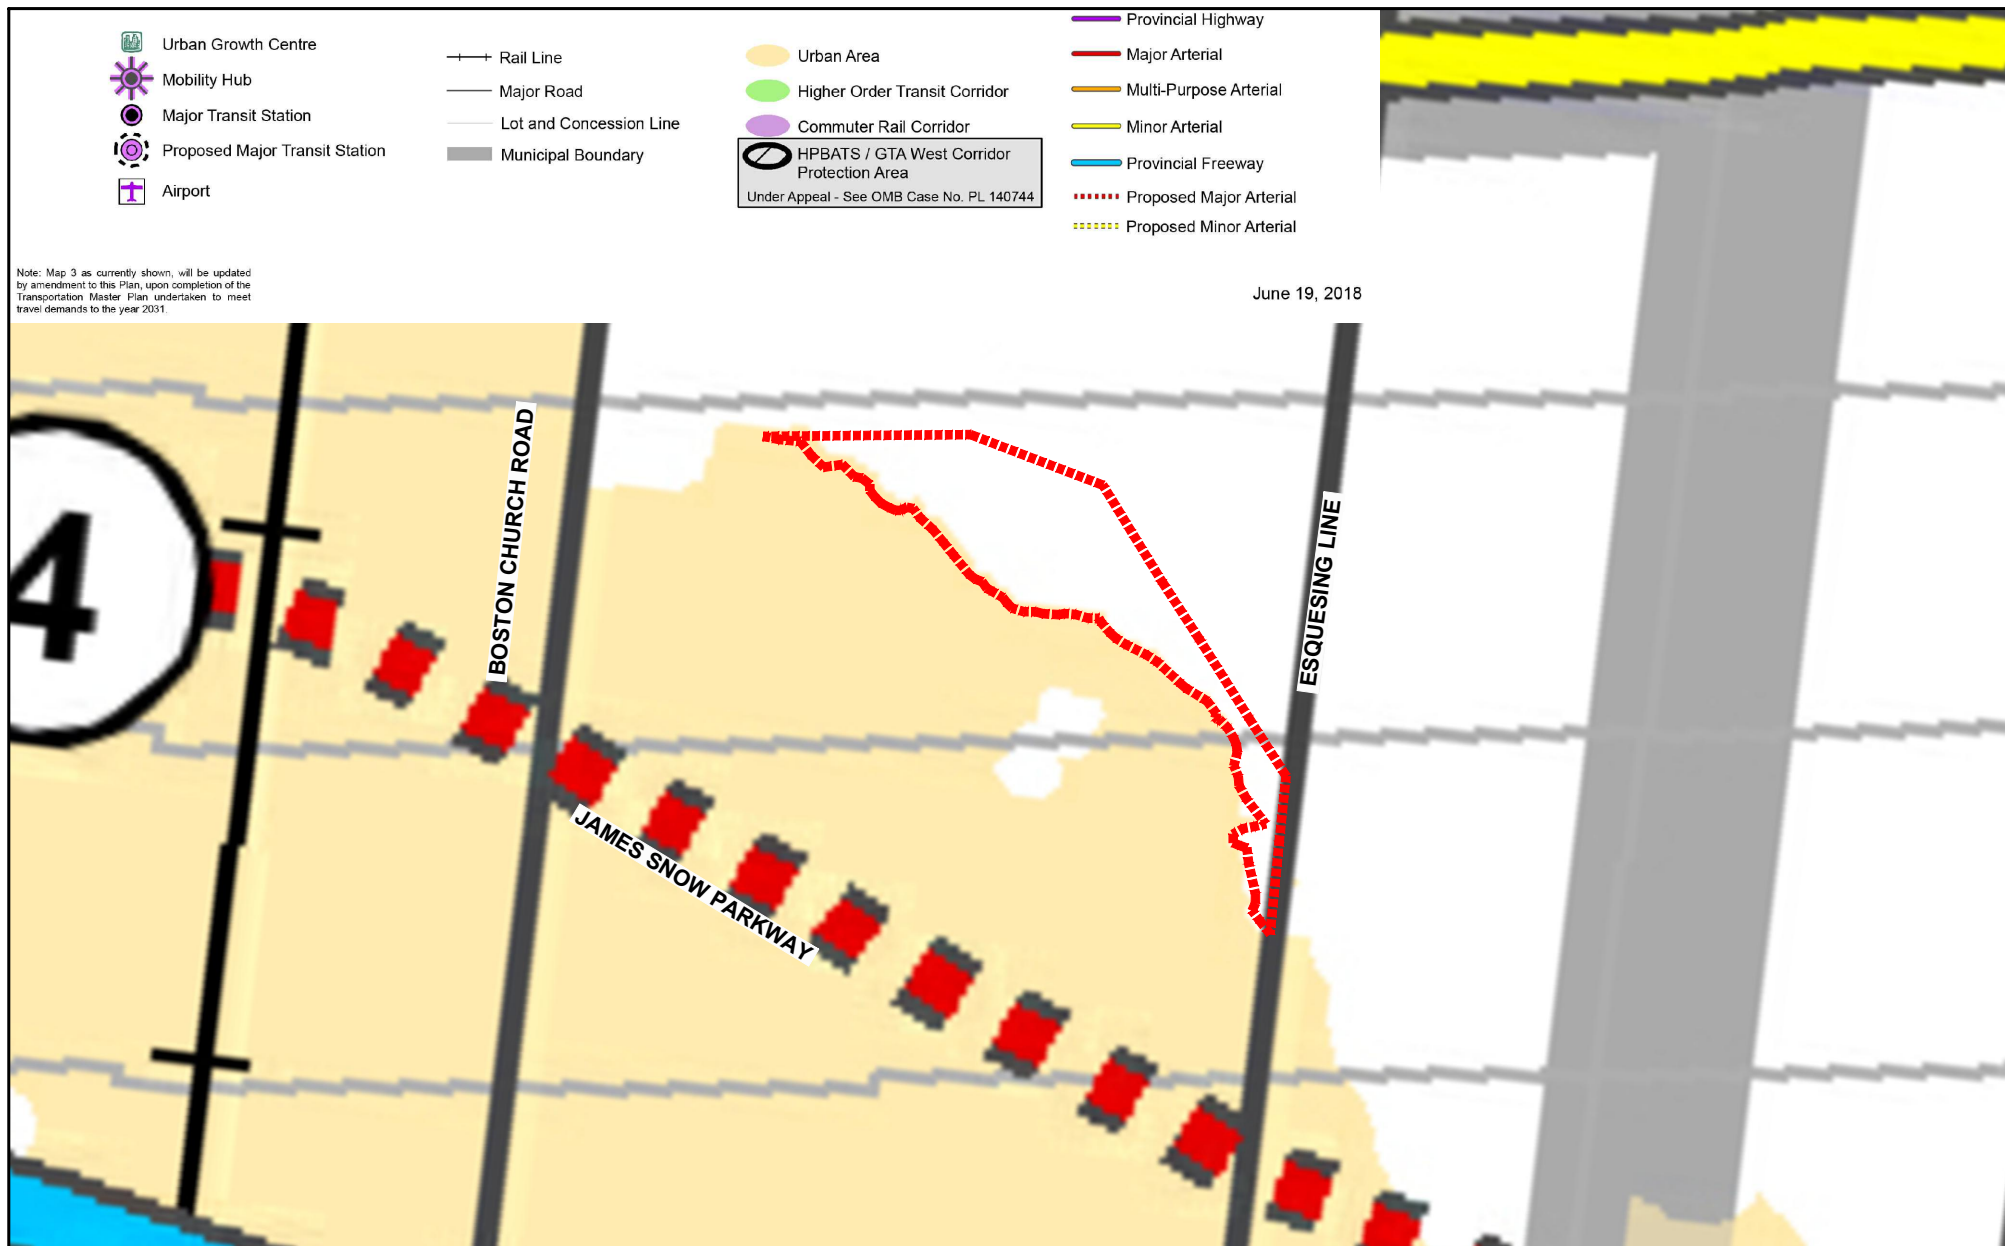 Urban Growth Centre
Mobility Hub
Major Transit Station
Proposed Major Transit Station
Airport
Rail Line
Major Road
Lot and Concession Line
Municipal Boundary
Urban Area
Higher Order Transit Corridor
Commuter Rail Corridor
HPBATS / GTA West Corridor
Protection Area
Under Appeal - See OMB Case No. PL 140744
Provincial Highway
Major Arterial
Multi-Purpose Arterial
Minor Arterial
Provincial Freeway
Proposed Major Arterial
Proposed Minor Arterial
Note: Map 3 as currently shown, will be updated
by amendment to this Plan, upon completion of the
Transportation Master Plan undertaken to meet
travel demands to the year 2031.
June 19, 2018
BOSTON CHURCH ROAD
ESQUESING LINE
4
JAMES SNOW PARKWAY